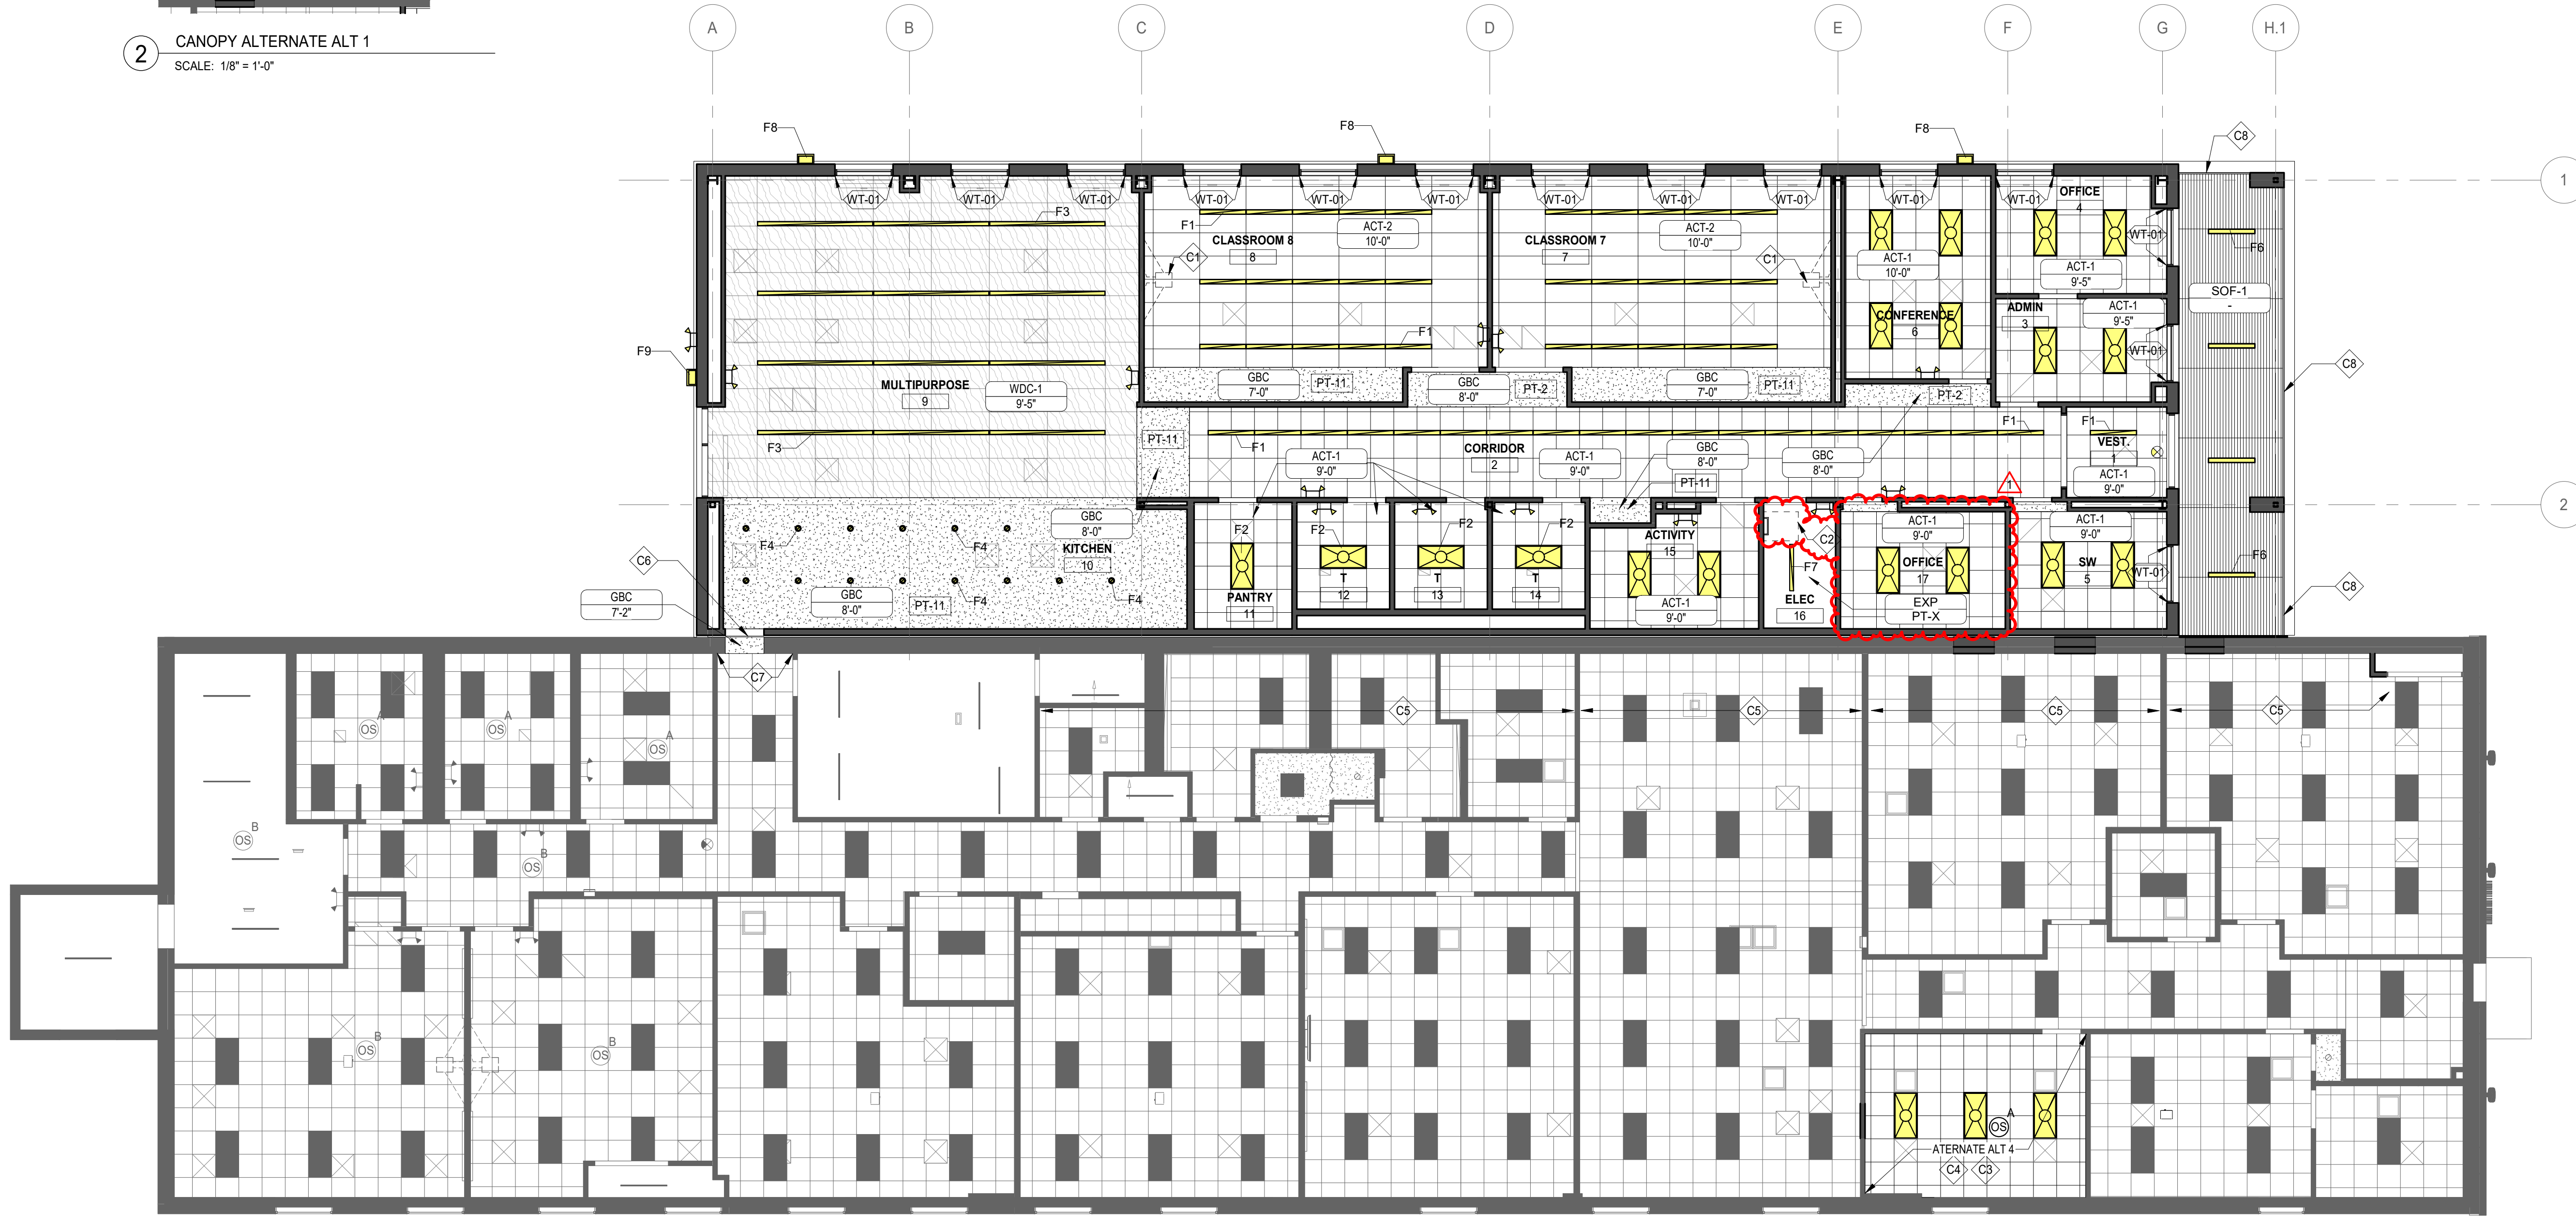 2
CANOPY ALTERNATE ALT 1
SCALE: 1/8" = 1'-0"
A
B
C
D
E
F
G
H.1
F8
F8
F8
C8
1
WT-01
WT-01
WT-01
WT-01
WT-01
WT-01
WT-01
WT-01
WT-01
WT-01
WT-01
OFFICE
4
F3
F1
CLASSROOM 8
8
ACT-2
10'-0"
CLASSROOM 7
7
ACT-2
10'-0"
WT-01
F6
C1
C1
ACT-1
10'-0"
ACT-1
9'-5"
SOF-1
-
CONFERENCE
6
ADMIN
3
ACT-1
9'-5"
F1
F9
WT-01
C8
MULTIPURPOSE
9
WDC-1
9'-5"
GBC
7'-0"
PT-11
GBC
8'-0"
PT-2
GBC
7'-0"
PT-11
PT-2
F3
PT-11
F1
CORRIDOR
2
ACT-1
9'-0"
ACT-1
9'-0"
GBC
8'-0"
PT-11
GBC
8'-0"
F1
F1
VEST.
1
ACT-1
9'-0"
1
2
GBC
8'-0"
F4
F4
KITCHEN
10
F2
F2
F2
F2
ACTIVITY
15
C2
ACT-1
9'-0"
ACT-1
9'-0"
F6
C6
OFFICE
17
SW
5
WT-01
F7
GBC
7'-2"
GBC
8'-0"
PT-11
F4
F4
PANTRY
11
T
12
T
13
T
14
ACT-1
9'-0"
ELEC
16
EXP
PT-X
C8
C7
C5
C5
C5
C5
OS
A
OS
A
OS
A
OS
B
OS
B
OS
B
OS
B
OS
A
ATERNATE ALT 4
C4
C3